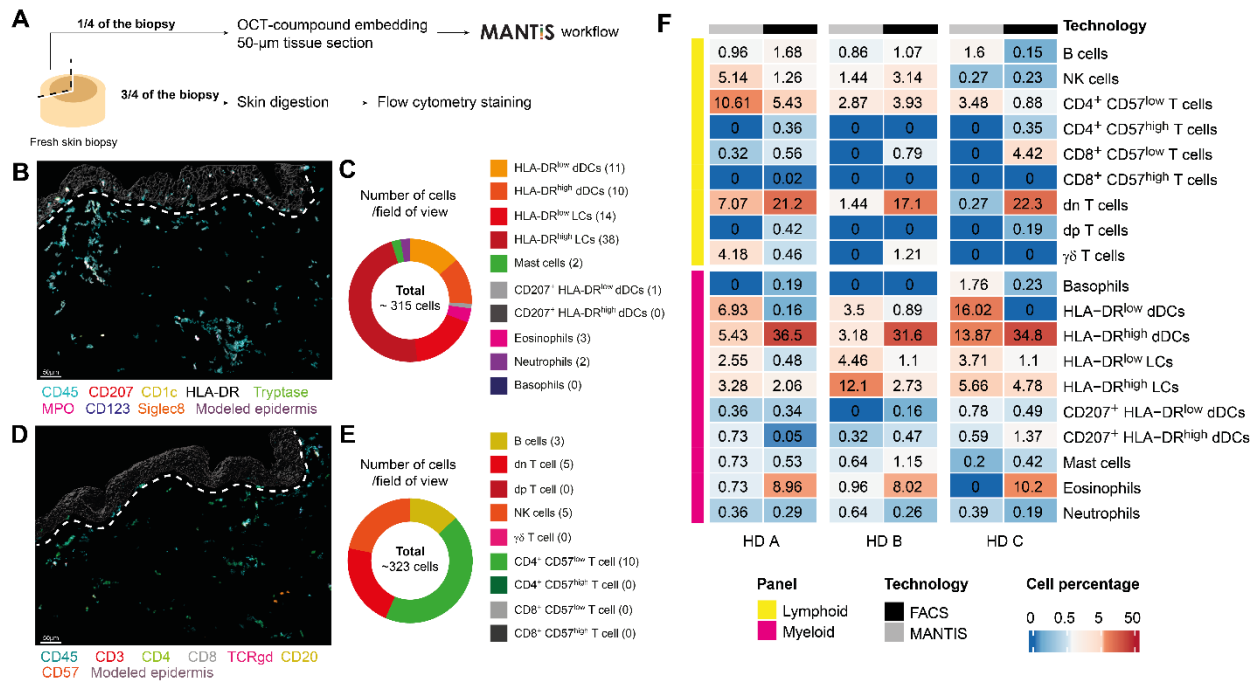 A
1/4 of the biopsy
OCT-coumpound embedding
50-µm tissue section
MANTiS workflow
3/4 of the biopsy
Skin digestion
Flow cytometry staining
Fresh skin biopsy
B
50µm
CD45 CD207 CD1c HLA-DR Tryptase
MPO CD123 Siglec8 Modeled epidermis
C
Number of cells
/field of view
Total
~ 315 cells
HLA-DRlow dDCs (11)
HLA-DRhigh dDCs (10)
HLA-DRlow LCs (14)
HLA-DRhigh LCs (38)
Mast cells (2)
CD207+ HLA-DRlow dDCs (1)
CD207+ HLA-DRhigh dDCs (0)
Eosinophils (3)
Neutrophils (2)
Basophils (0)
D
50µm
CD45 CD3 CD4 CD8 TCRgd CD20
CD57 Modeled epidermis
E
Number of cells
/field of view
Total
~323 cells
B cells (3)
dn T cell (5)
dp T cell (0)
NK cells (5)
γδ T cell (0)
CD4+ CD57low T cell (10)
CD4+ CD57high T cell (0)
CD8+ CD57low T cell (0)
CD8+ CD57high T cell (0)
F
Technology
0.96 1.68 0.86 1.07 1.6 0.15 B cells
5.14 1.26 1.44 3.14 0.27 0.23 NK cells
10.61 5.43 2.87 3.93 3.48 0.88 CD4+ CD57low T cells
0 0.36 0 0 0 0.35 CD4+ CD57high T cells
0.32 0.56 0 0.79 0 4.42 CD8+ CD57low T cells
0 0.02 0 0 0 0 CD8+ CD57high T cells
7.07 21.2 1.44 17.1 0.27 22.3 dn T cells
0 0.42 0 0 0 0.19 dp T cells
4.18 0.46 0 1.21 0 0 γδ T cells
0 0.19 0 0 1.76 0.23 Basophils
6.93 0.16 3.5 0.89 16.02 0 HLA-DRlow dDCs
5.43 36.5 3.18 31.6 13.87 34.8 HLA-DRhigh dDCs
2.55 0.48 4.46 1.1 3.71 1.1 HLA-DRlow LCs
3.28 2.06 12.1 2.73 5.66 4.78 HLA-DRhigh LCs
0.36 0.34 0 0.16 0.78 0.49 CD207+ HLA-DRlow dDCs
0.73 0.05 0.32 0.47 0.59 1.37 CD207+ HLA-DRhigh dDCs
0.73 0.53 0.64 1.15 0.2 0.42 Mast cells
0.73 8.96 0.96 8.02 0 10.2 Eosinophils
0.36 0.29 0.64 0.26 0.39 0.19 Neutrophils
HD A HD B HD C
Panel
Lymphoid
Myeloid
Technology
FACS
MANTIS
Cell percentage
0 0.5 5 50